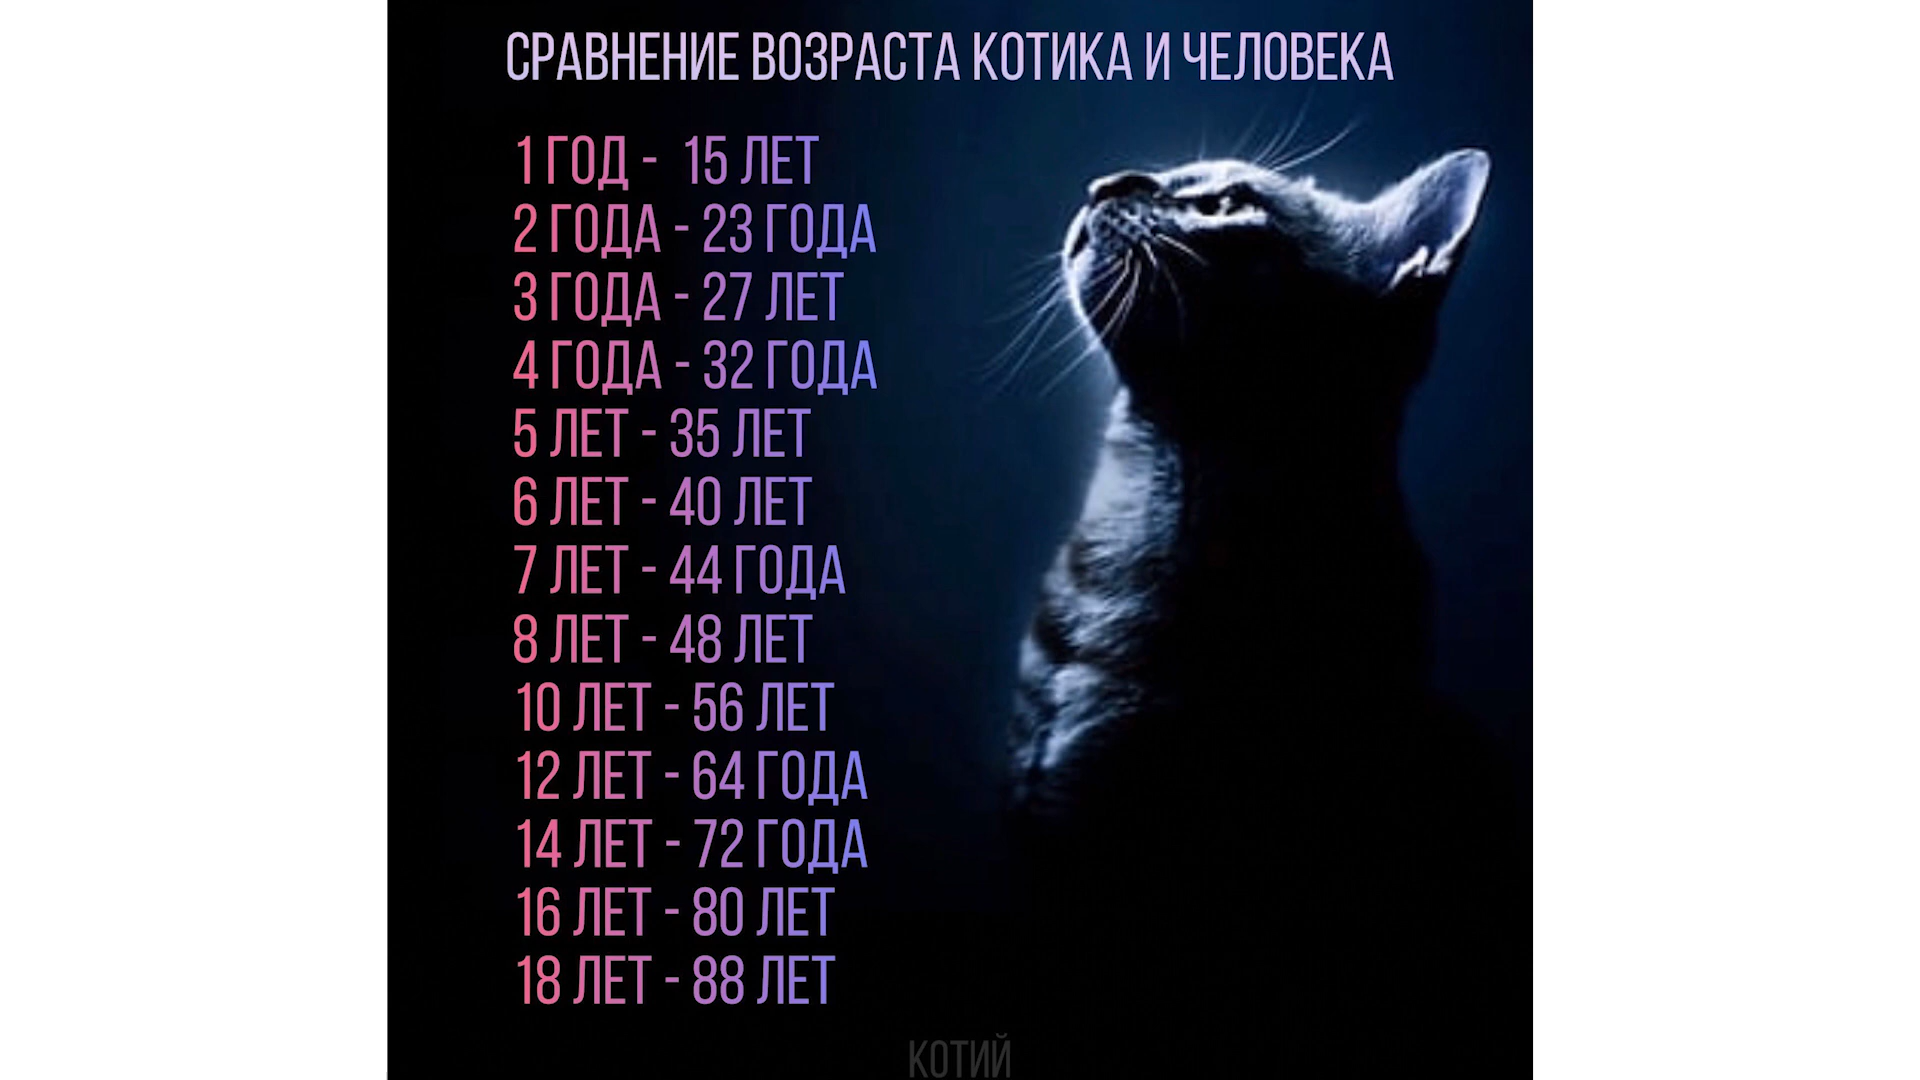 СРАВНЕНИЕ ВОЗРАСТА КОТИКА И ЧЕЛОВЕКА
1 ГОД - 15 ЛЕТ
2 ГОДА - 23 ГОДА
3 ГОДА - 27 ЛЕТ
4 ГОДА - 32 ГОДА
5 ЛЕТ - 35 ЛЕТ
6 ЛЕТ - 40 ЛЕТ
7 ЛЕТ - 44 ГОДА
8 ЛЕТ - 48 ЛЕТ
10 ЛЕТ - 56 ЛЕТ
12 ЛЕТ - 64 ГОДА
14 ЛЕТ - 72 ГОДА
16 ЛЕТ - 80 ЛЕТ
18 ЛЕТ - 88 ЛЕТ
КОТИЙ